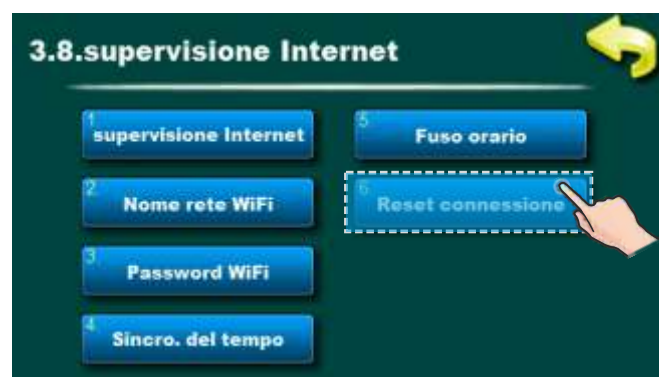 3.8.supervisione Internet
1
supervisione Internet
2
Nome rete WiFi
3
Password WiFi
4
Sincro. del tempo
5
Fuso orario
6
Reset connessione